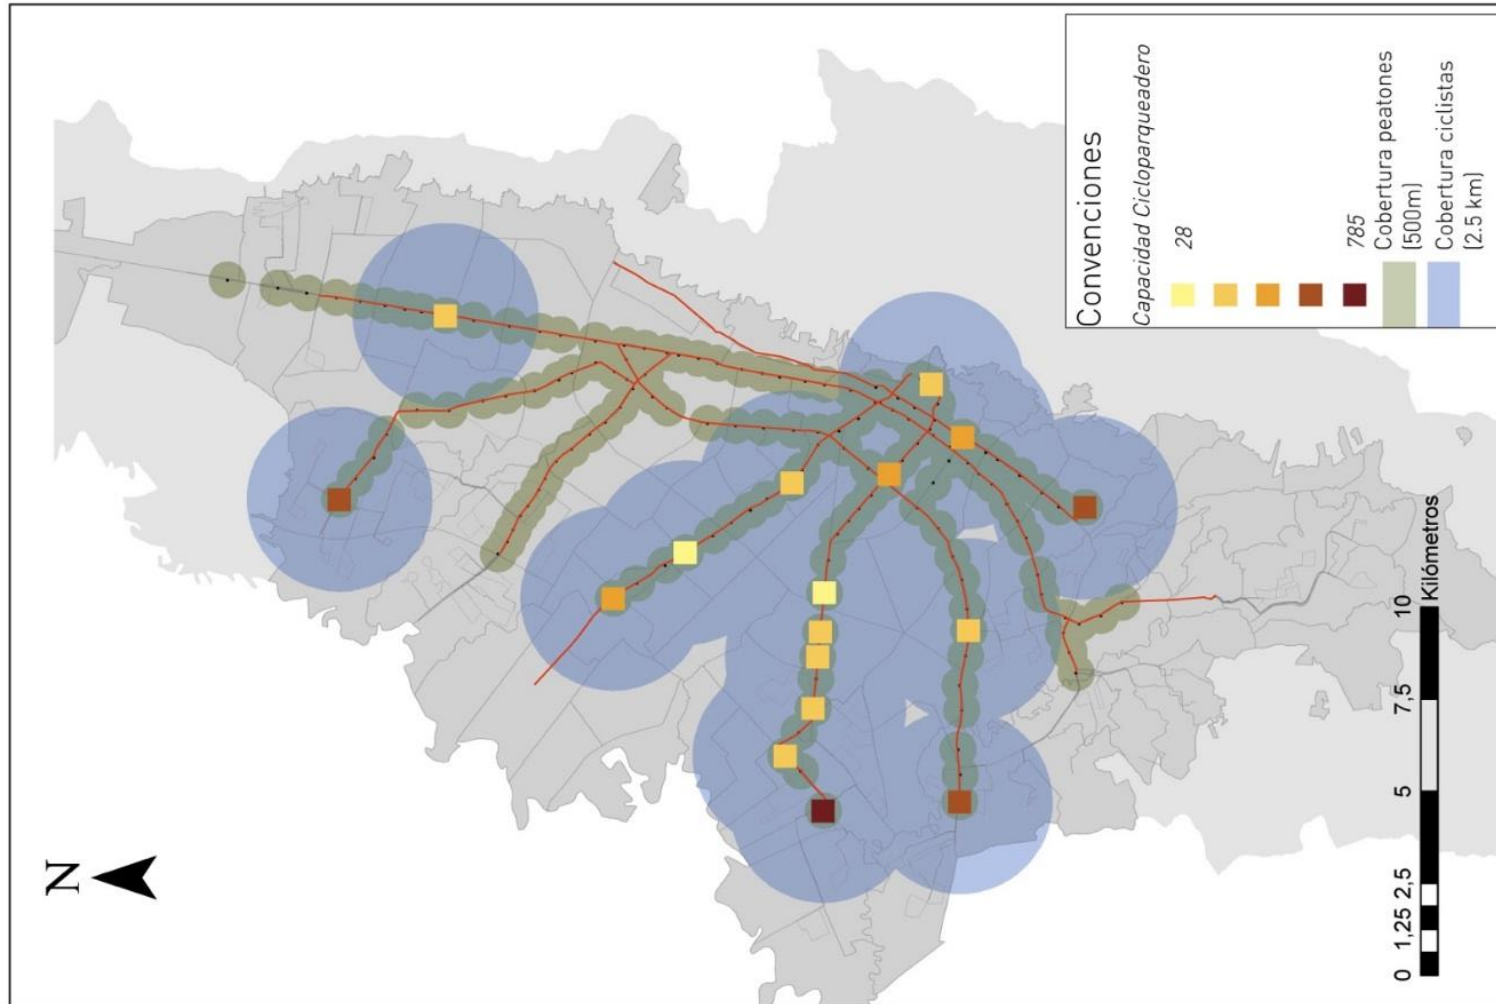 N
Convenciones
Capacidad Cicloparqueadero
28
785
Cobertura peatones
[500m]
Cobertura ciclistas
[2.5 km]
0 1,25 2,5 5 7,5 10
Kilómetros